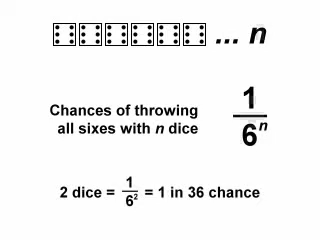 ... n
Chances of throwing
all sixes with n dice
1
6ⁿ
2 dice = 1/6² = 1 in 36 chance